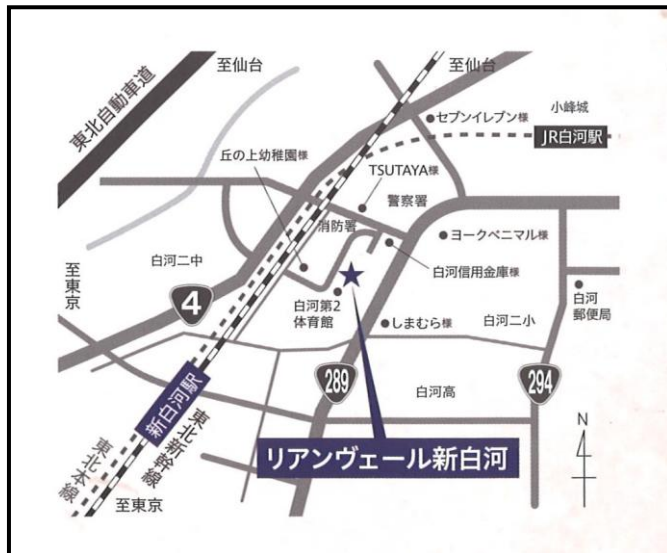 至仙台
至仙台
東北自動車道
セブンイレブン様
小峰城
JR白河駅
丘の上幼稚園様
TSUTAYA様
警察署
消防署
ヨークベニマル様
白河二中
至東京
白河信用金庫様
4
白河第2
体育館
しまむら様
白河二小
白河
郵便局
289
白河高
294
新白河駅
東北新幹線
東北本線
至東京
リアンヴェール新白河
N